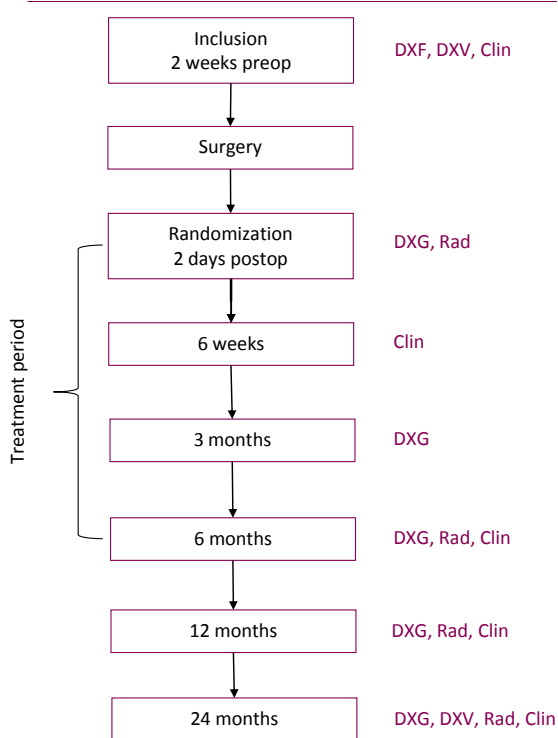 Inclusion
2 weeks preop
DXF, DXV, Clin
Surgery
Randomization
2 days postop
DXG, Rad
Treatment period
6 weeks
Clin
3 months
DXG
6 months
DXG, Rad, Clin
12 months
DXG, Rad, Clin
24 months
DXG, DXV, Rad, Clin